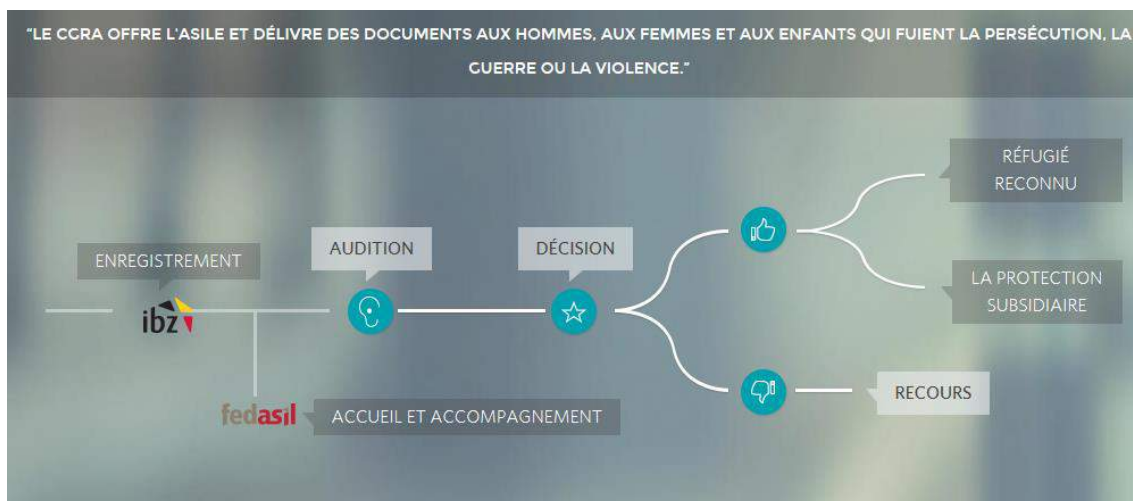 "LE CGRA OFFRE L'ASILE ET DÉLIVRE DES DOCUMENTS AUX HOMMES, AUX FEMMES ET AUX ENFANTS QUI FUIENT LA PERSÉCUTION, LA
GUERRE OU LA VIOLENCE."
RÉFUGIÉ
RECONNU
ENREGISTREMENT
AUDITION
DÉCISION
LA PROTECTION
SUBSIDIAIRE
ibz
RECOURS
fedasil
ACCUEIL ET ACCOMPAGNEMENT